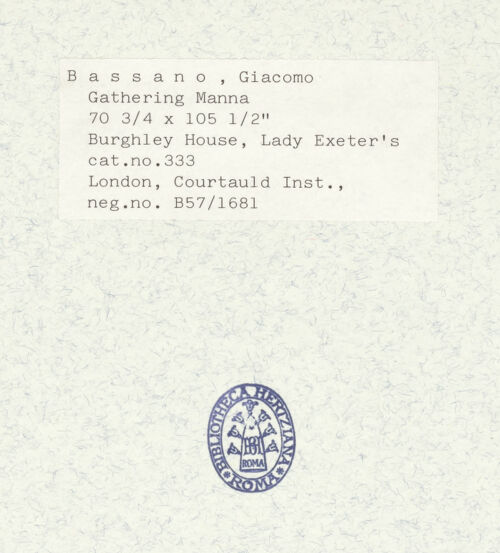 B a s s a n o , Giacomo
Gathering Manna
70 3/4 x 105 1/2"
Burghley House, Lady Exeter's
cat.no.333
London, Courtauld Inst.,
neg.no. B57/1681
BIBLIOTHECA HERTZIANA
BH
ROMA
*ROMA*